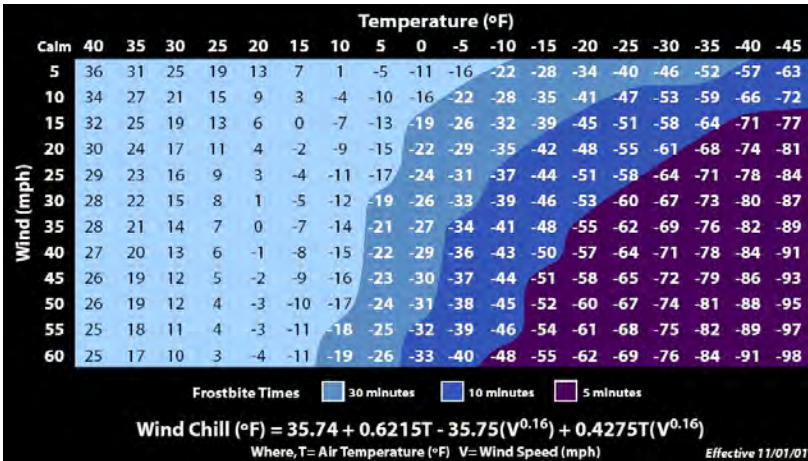 Temperature (°F)
Calm 40 35 30 25 20 15 10 5 0 -5 -10 -15 -20 -25 -30 -35 -40 -45
5 36 31 25 19 13 7 1 -5 -11 -16 -22 -28 -34 -40 -46 -52 -57 -63
10 34 27 21 15 9 3 -4 -10 -16 -22 -28 -35 -41 -47 -53 -59 -66 -72
15 32 25 19 13 6 0 -7 -13 -19 -26 -32 -39 -45 -51 -58 -64 -71 -77
20 30 24 17 11 4 -2 -9 -15 -22 -29 -35 -42 -48 -55 -61 -68 -74 -81
25 29 23 16 9 3 -4 -11 -17 -24 -31 -37 -44 -51 -58 -64 -71 -78 -84
30 28 22 15 8 1 -5 -12 -19 -26 -33 -39 -46 -53 -60 -67 -73 -80 -87
35 28 21 14 7 0 -7 -14 -21 -27 -34 -41 -48 -55 -62 -69 -76 -82 -89
40 27 20 13 6 -1 -8 -15 -22 -29 -36 -43 -50 -57 -64 -71 -78 -84 -91
45 26 19 12 5 -2 -9 -16 -23 -30 -37 -44 -51 -58 -65 -72 -79 -86 -93
50 26 19 12 4 -3 -10 -17 -24 -31 -38 -45 -52 -60 -67 -74 -81 -88 -95
55 25 18 11 4 -3 -11 -18 -25 -32 -39 -46 -54 -61 -68 -75 -82 -89 -97
60 25 17 10 3 -4 -11 -19 -26 -33 -40 -48 -55 -62 -69 -76 -84 -91 -98
Wind (mph)
Frostbite Times 30 minutes 10 minutes 5 minutes
Wind Chill (°F) = 35.74 + 0.6215T - 35.75(V^0.16) + 0.4275T(V^0.16)
Where, T= Air Temperature (°F) V= Wind Speed (mph)
Effective 11/01/01